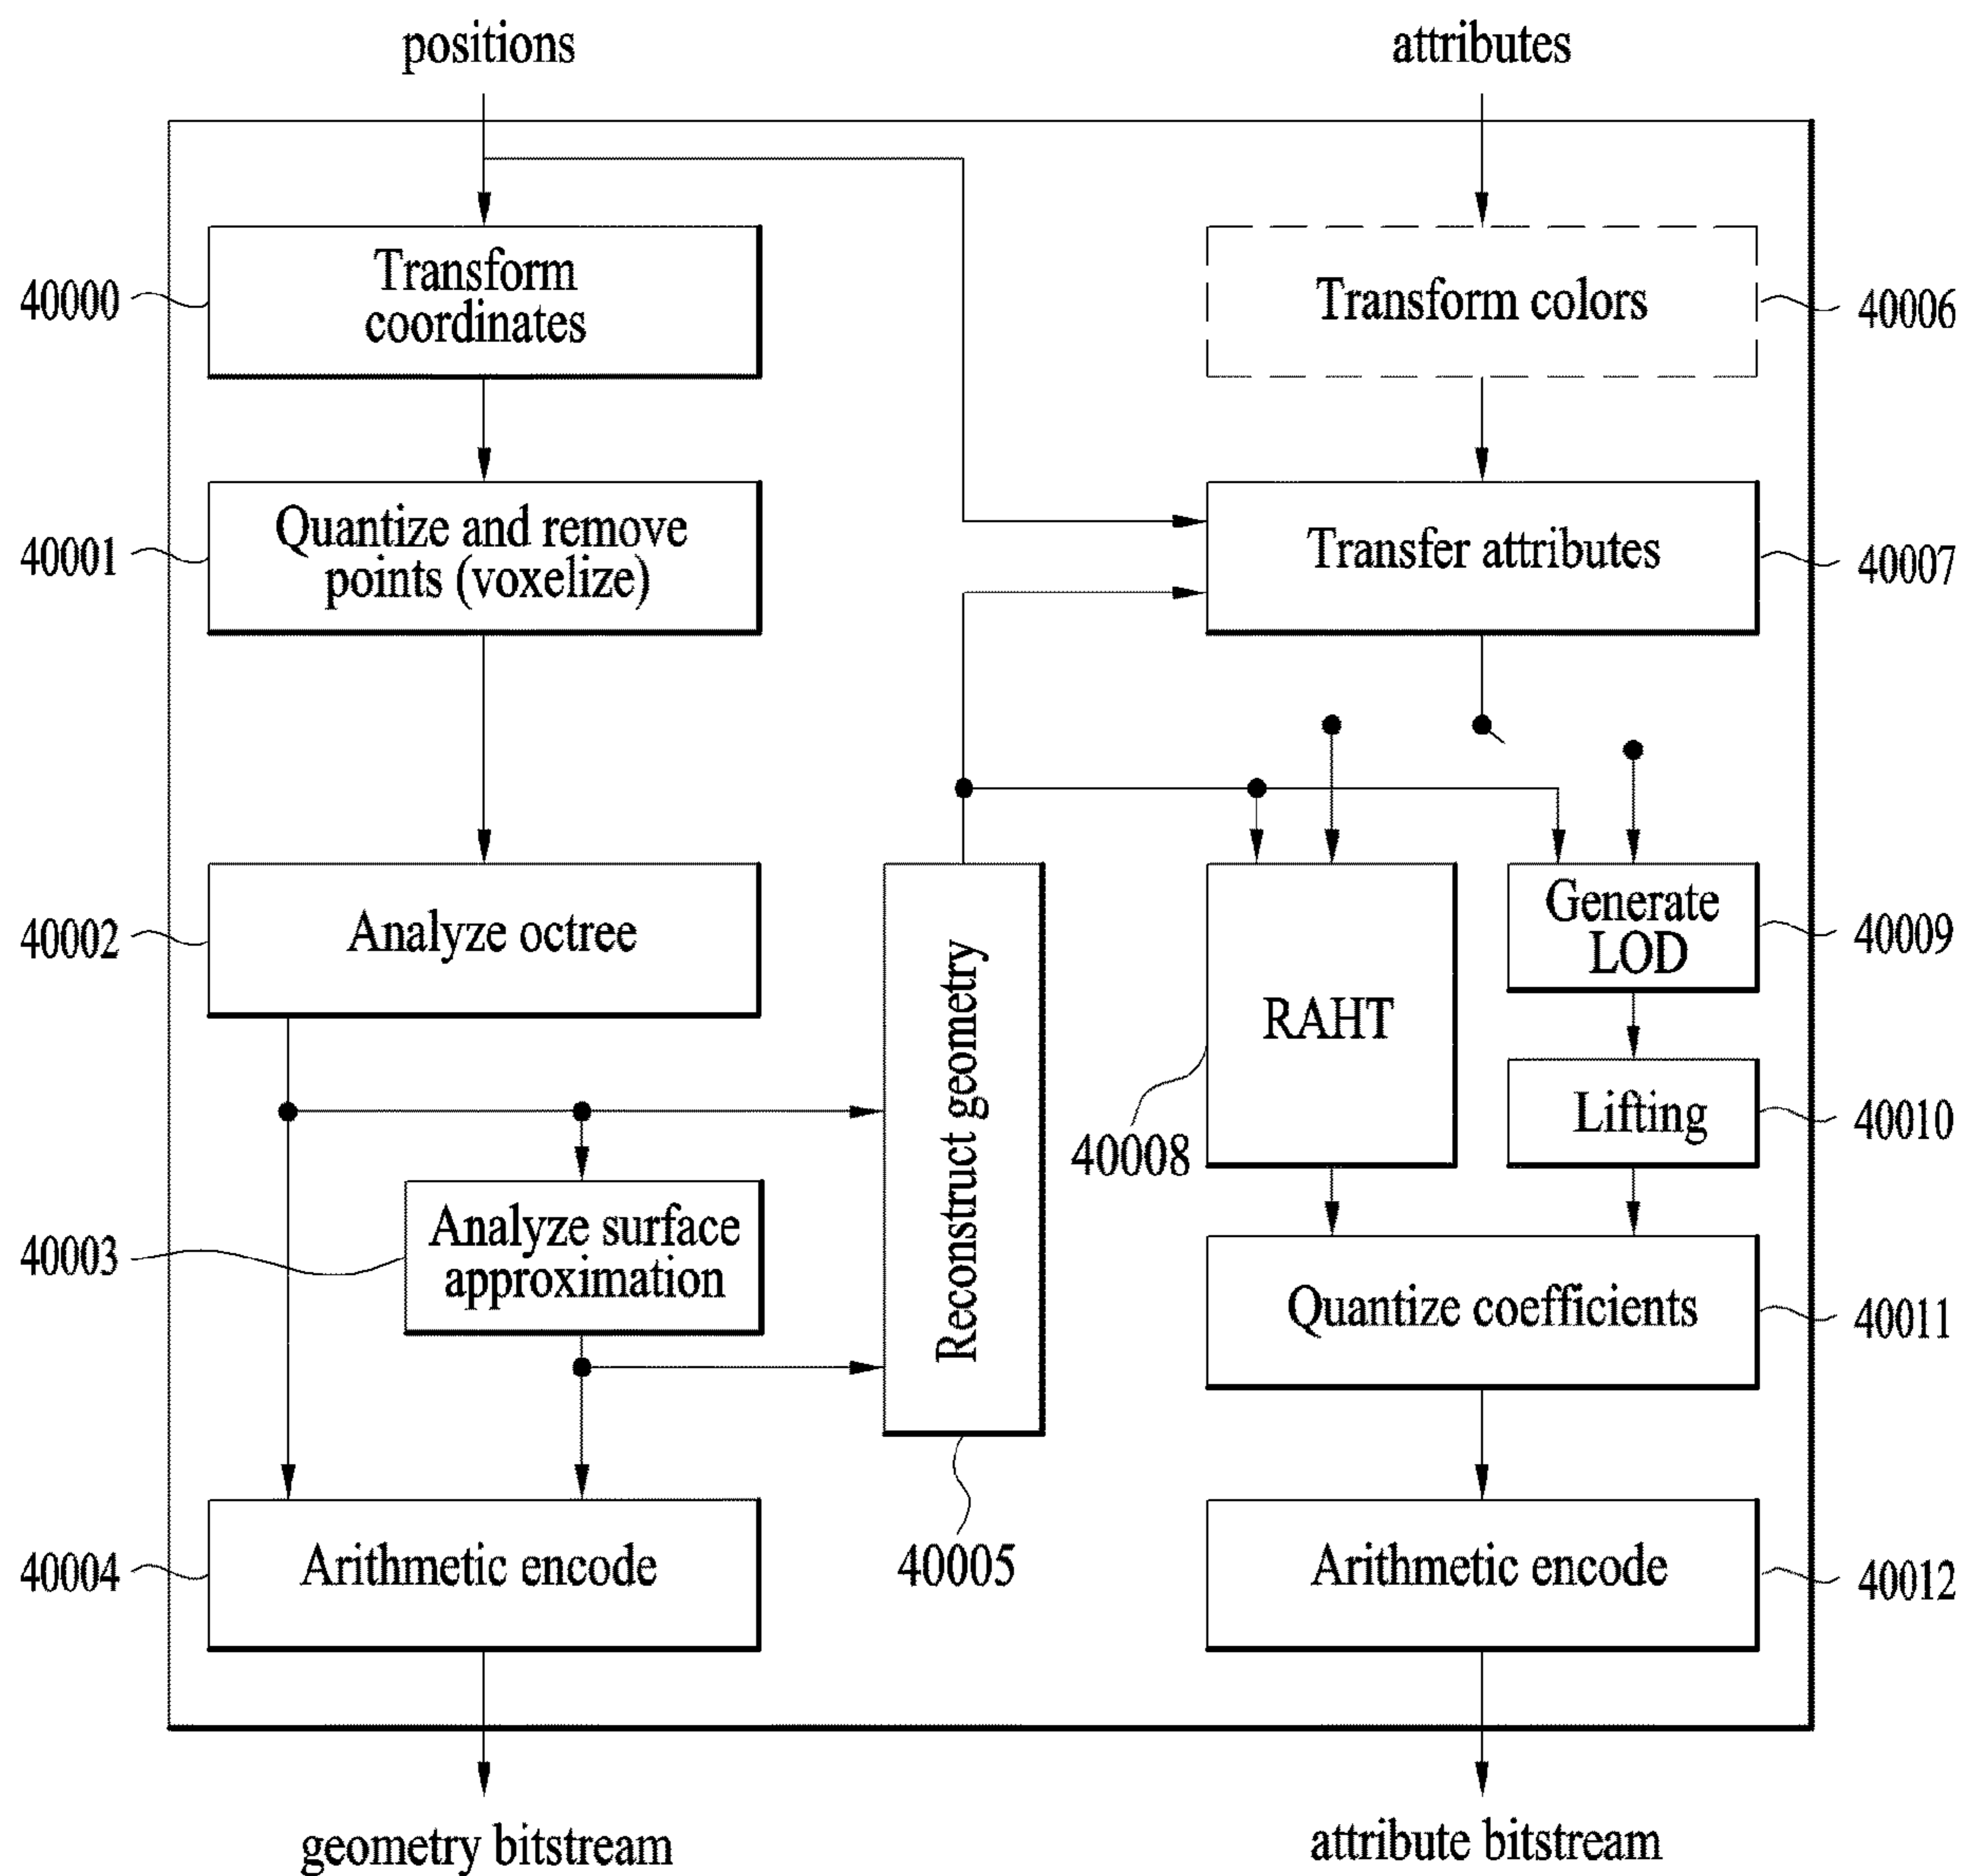 positions
attributes
Transform
coordinates
40000
Transform colors
40006
Quantize and remove
points (voxelize)
40001
Transfer attributes
40007
Analyze octree
40002
Reconstruct geometry
40005
RAHT
40008
Generate
LOD
40009
Lifting
40010
Analyze surface
approximation
40003
Quantize coefficients
40011
Arithmetic encode
40004
Arithmetic encode
40012
geometry bitstream
attribute bitstream